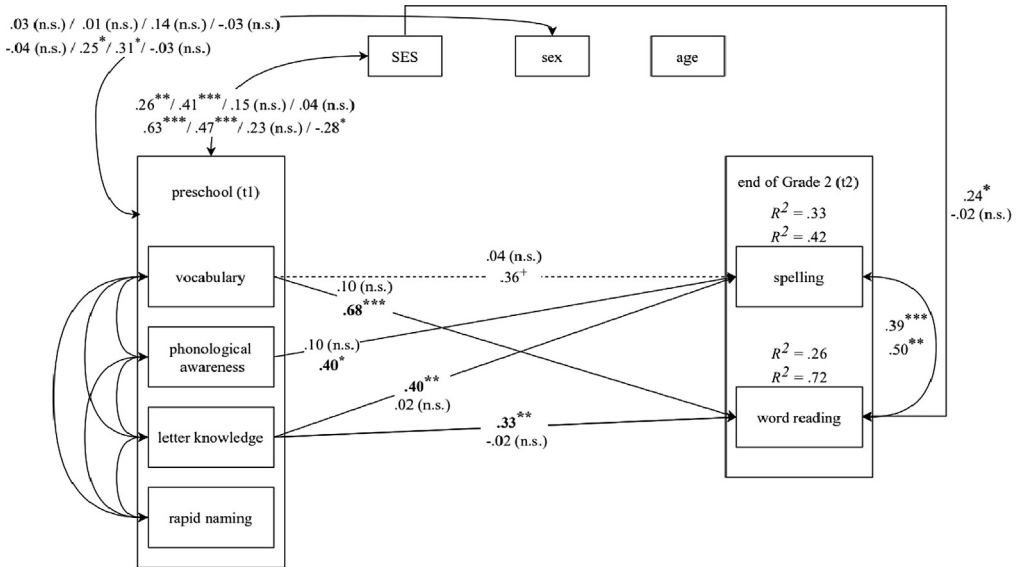 .03 (n.s.) / .01 (n.s.) / .14 (n.s.) / -.03 (n.s.)
-.04 (n.s.) / .25* / .31* / -.03 (n.s.)
SES
sex
age
.26** / .41*** / .15 (n.s.) / .04 (n.s.)
.63*** / .47*** / .23 (n.s.) / -.28*
preschool (t1)
vocabulary
phonological
awareness
letter knowledge
rapid naming
.04 (n.s.)
.36+
.10 (n.s.)
.68***
.10 (n.s.)
.40*
.40**
.02 (n.s.)
.33**
-.02 (n.s.)
end of Grade 2 (t2)
R2 = .33
R2 = .42
spelling
R2 = .26
R2 = .72
word reading
.39***
.50**
.24*
-.02 (n.s.)